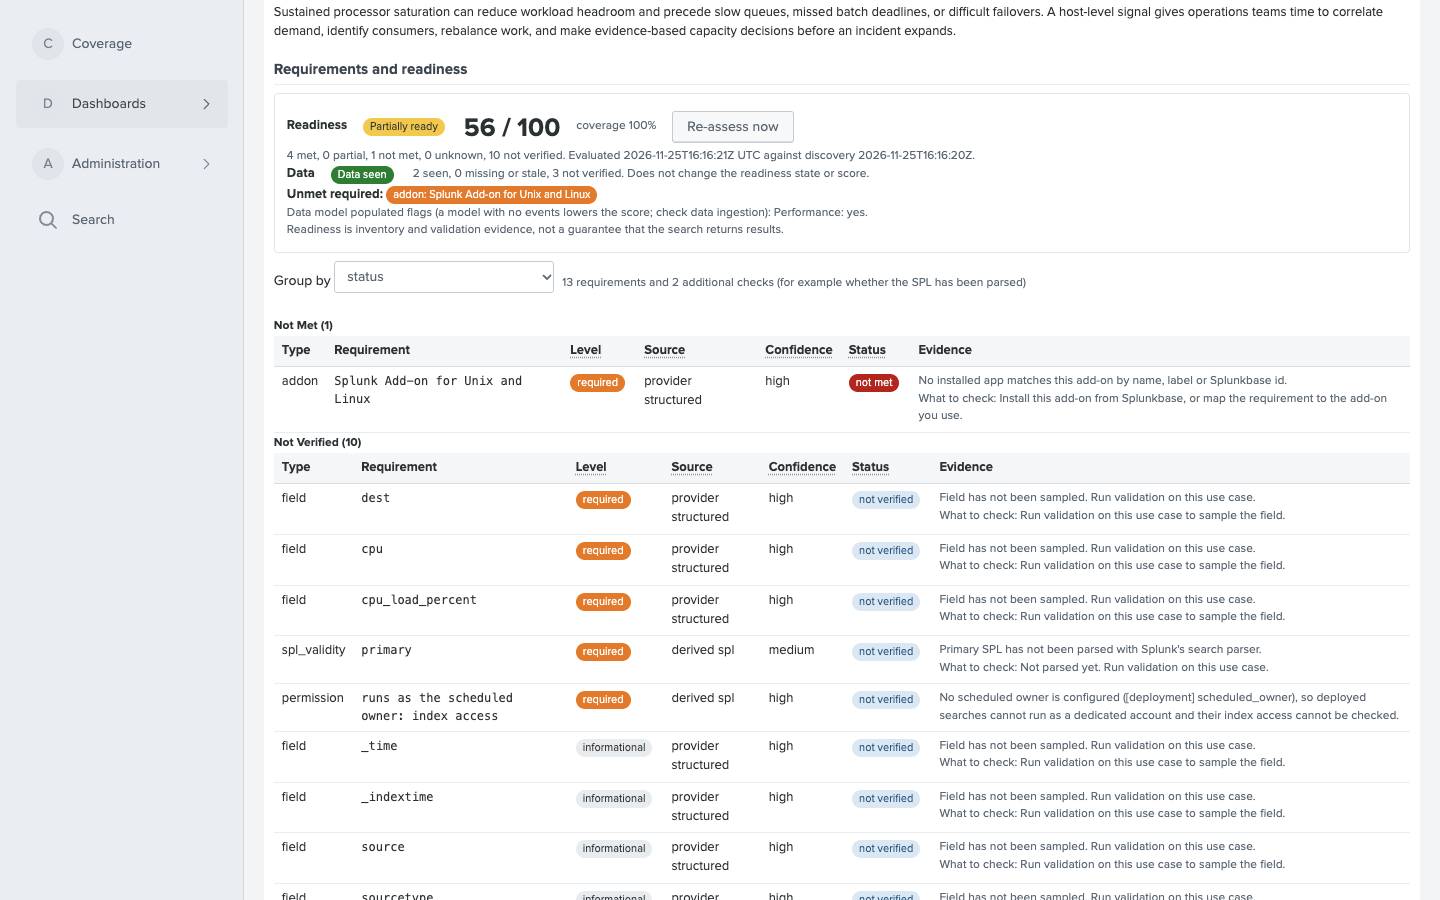 Sustained processor saturation can reduce workload headroom and precede slow queues, missed batch deadlines, or difficult failovers. A host-level signal gives operations teams time to correlate
demand, identify consumers, rebalance work, and make evidence-based capacity decisions before an incident expands.
C Coverage
D Dashboards
A Administration
Search
Requirements and readiness
Readiness Partially ready 56 / 100 coverage 100% Re-assess now
4 met, 0 partial, 1 not met, 0 unknown, 10 not verified. Evaluated 2026-11-25T16:16:21Z UTC against discovery 2026-11-25T16:16:20Z.
Data Data seen 2 seen, 0 missing or stale, 3 not verified. Does not change the readiness state or score.
Unmet required: addon: Splunk Add-on for Unix and Linux
Data model populated flags (a model with no events lowers the score; check data ingestion): Performance: yes.
Readiness is inventory and validation evidence, not a guarantee that the search returns results.
Group by status 13 requirements and 2 additional checks (for example whether the SPL has been parsed)
Not Met (1)
Type Requirement Level Source Confidence Status Evidence
addon Splunk Add-on for Unix and required provider high not met No installed app matches this add-on by name, label or Splunkbase id.
Linux structured What to check: Install this add-on from Splunkbase, or map the requirement to the add-on
you use.
Not Verified (10)
Type Requirement Level Source Confidence Status Evidence
field dest required provider high not verified Field has not been sampled. Run validation on this use case.
structured What to check: Run validation on this use case to sample the field.
field cpu required provider high not verified Field has not been sampled. Run validation on this use case.
structured What to check: Run validation on this use case to sample the field.
field cpu_load_percent required provider high not verified Field has not been sampled. Run validation on this use case.
structured What to check: Run validation on this use case to sample the field.
spl_validity primary required derived spl medium not verified Primary SPL has not been parsed with Splunk's search parser.
What to check: Not parsed yet. Run validation on this use case.
permission runs as the scheduled required derived spl high not verified No scheduled owner is configured ([deployment] scheduled_owner), so deployed
owner: index access searches cannot run as a dedicated account and their index access cannot be checked.
field _time informational provider high not verified Field has not been sampled. Run validation on this use case.
structured What to check: Run validation on this use case to sample the field.
field _indextime informational provider high not verified Field has not been sampled. Run validation on this use case.
structured What to check: Run validation on this use case to sample the field.
field source informational provider high not verified Field has not been sampled. Run validation on this use case.
structured What to check: Run validation on this use case to sample the field.
field sourcetype informational provider high not verified Field has not been sampled. Run validation on this use case.